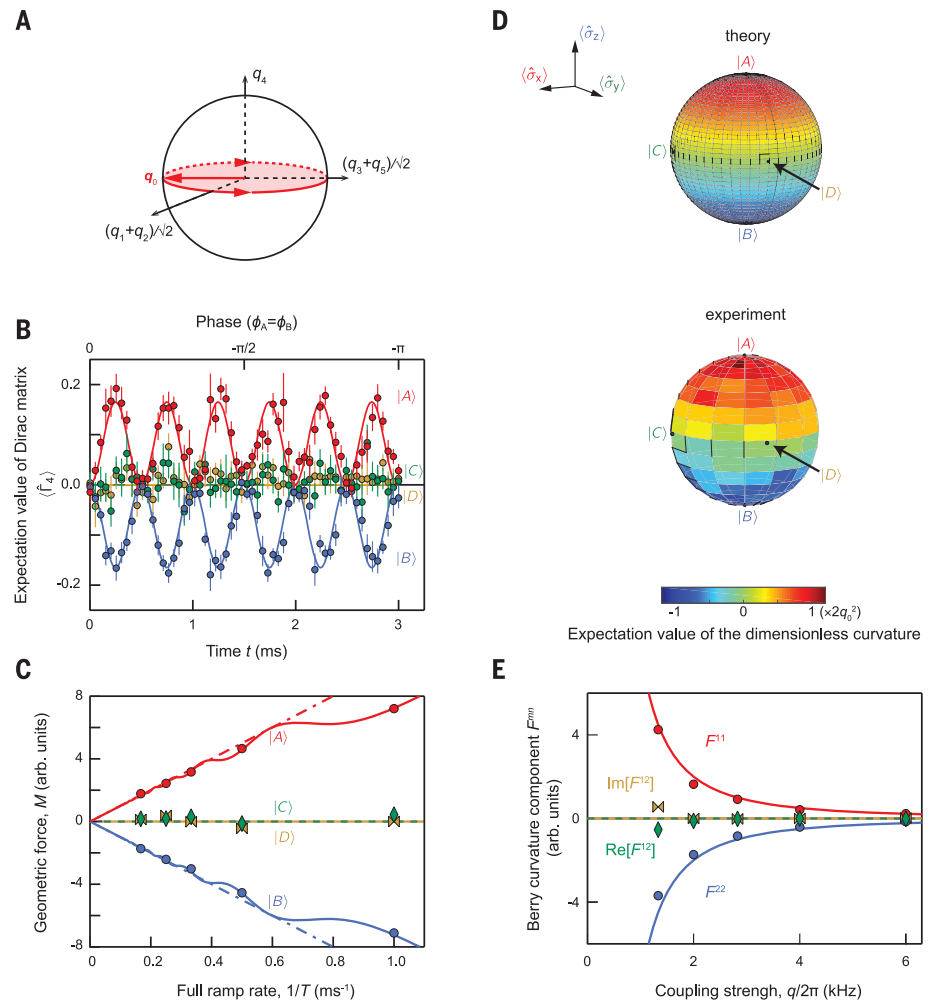 A
q4
q0
(q3+q5)/√2
(q1+q2)/√2
B
Phase (ϕA=ϕB)
0 -π/2 -π
Expectation value of Dirac matrix
⟨Γ̂4⟩
0.2
0.0
-0.2
|A⟩
|C⟩
|D⟩
|B⟩
0 1 2 3
Time t (ms)
C
Geometric force, M (arb. units)
8
4
0
-4
-8
|A⟩
|C⟩
|D⟩
|B⟩
0 0.2 0.4 0.6 0.8 1.0
Full ramp rate, 1/T (ms⁻¹)
D
⟨σ̂z⟩
⟨σ̂x⟩
⟨σ̂y⟩
theory
|A⟩
|C⟩
|D⟩
|B⟩
experiment
|A⟩
|C⟩
|D⟩
|B⟩
-1 0 1 (×2q0²)
Expectation value of the dimensionless curvature
E
Berry curvature component Fᵐⁿ
(arb. units)
4
0
-4
F¹¹
Im[F¹²]
Re[F¹²]
F²²
0 2 4 6
Coupling strengh, q/2π (kHz)